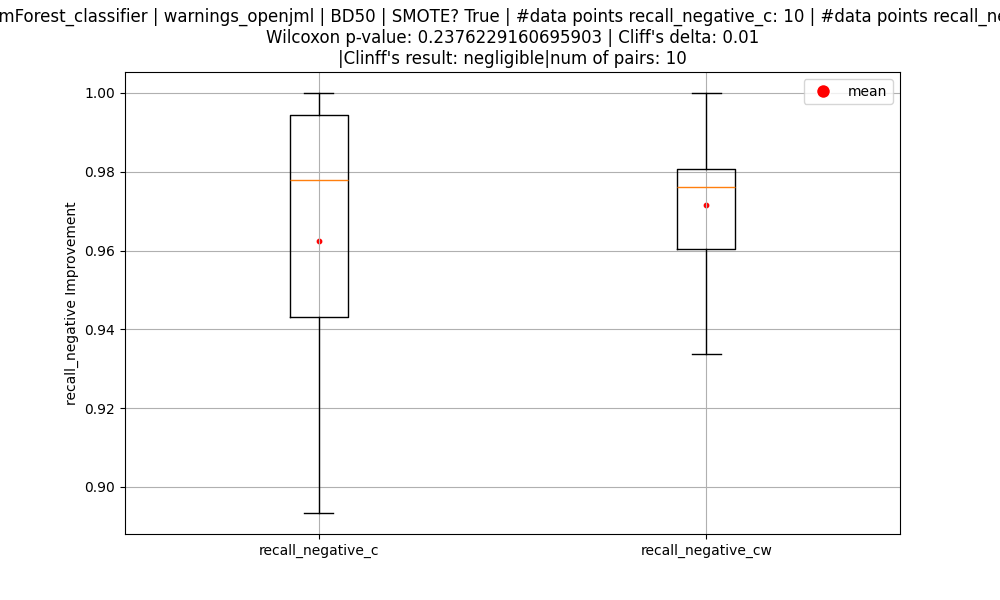 mForest_classifier | warnings_openjml | BD50 | SMOTE? True | #data points recall_negative_c: 10 | #data points recall_ne
Wilcoxon p-value: 0.2376229160695903 | Cliff's delta: 0.01
|Clinff's result: negligible|num of pairs: 10
mean
1.00
0.98
0.96
0.94
0.92
0.90
recall_negative Improvement
recall_negative_c
recall_negative_cw